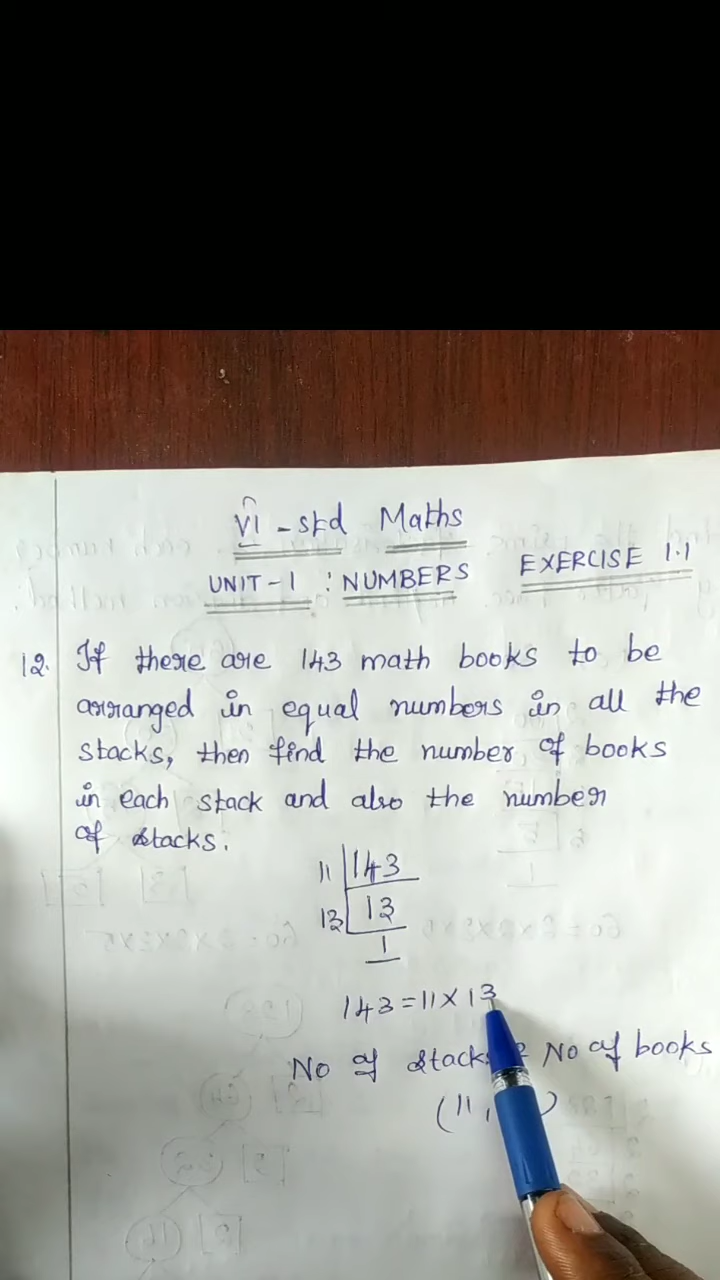 VI - Std Maths
UNIT - 1 : NUMBERS EXERCISE 1.1
12. If there are 143 math books to be
arranged in equal numbers in all the
stacks, then find the number of books
in each stack and also the number
of stacks.
11 143
13 13
1
143 = 11 X 13
No of stacks No of books
(11, )